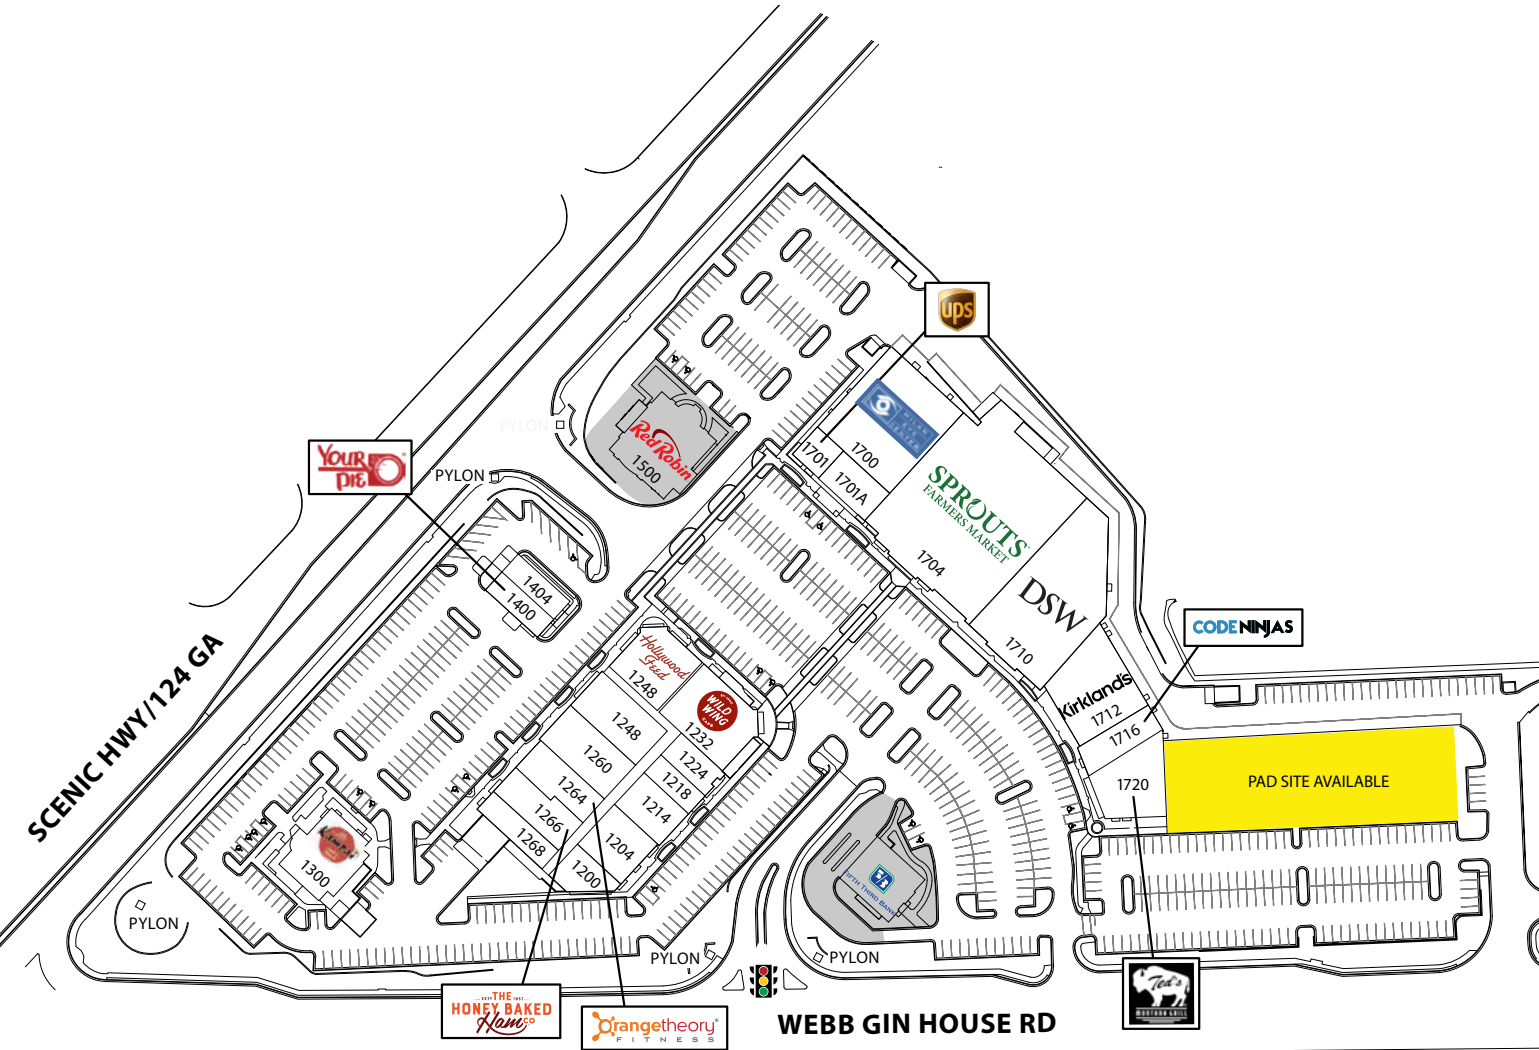 ups
1701
1700
1701A
SPROUTS
FARMERS MARKET
1704
DSW
1710
Red Robin
1500
PYLON
YOUR
PIE
PYLON
1404
1400
CODE NINJAS
Kirkland's
1712
1716
1720
PAD SITE AVAILABLE
Hollywood
Feed
1248
WILD
WING
1232
1248
1260
1264
1266
1268
1224
1218
1214
1204
1200
1300
SCENIC HWY/124 GA
PYLON
PYLON
PYLON
FIFTH THIRD BANK
THE
HONEY BAKED
Ham CO
orangetheory
FITNESS
WEBB GIN HOUSE RD
Ted's
MONTANA GRILL